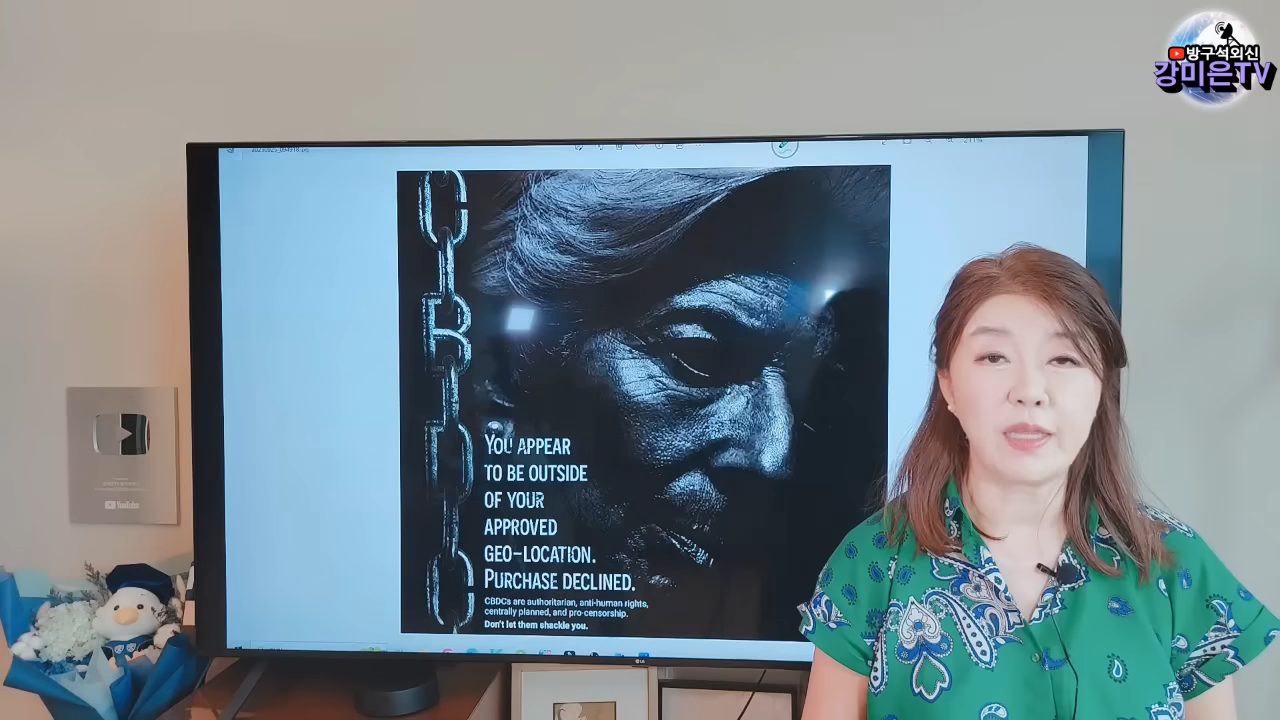 방구석외신
강미은TV
C
B
D
C
YOU APPEAR
TO BE OUTSIDE
OF YOUR
APPROVED
GEO-LOCATION.
PURCHASE DECLINED.
CBDCs are authoritarian, anti-human rights,
centrally planned, and pro-censorship.
Don't let them shackle you.
YouTube
LG